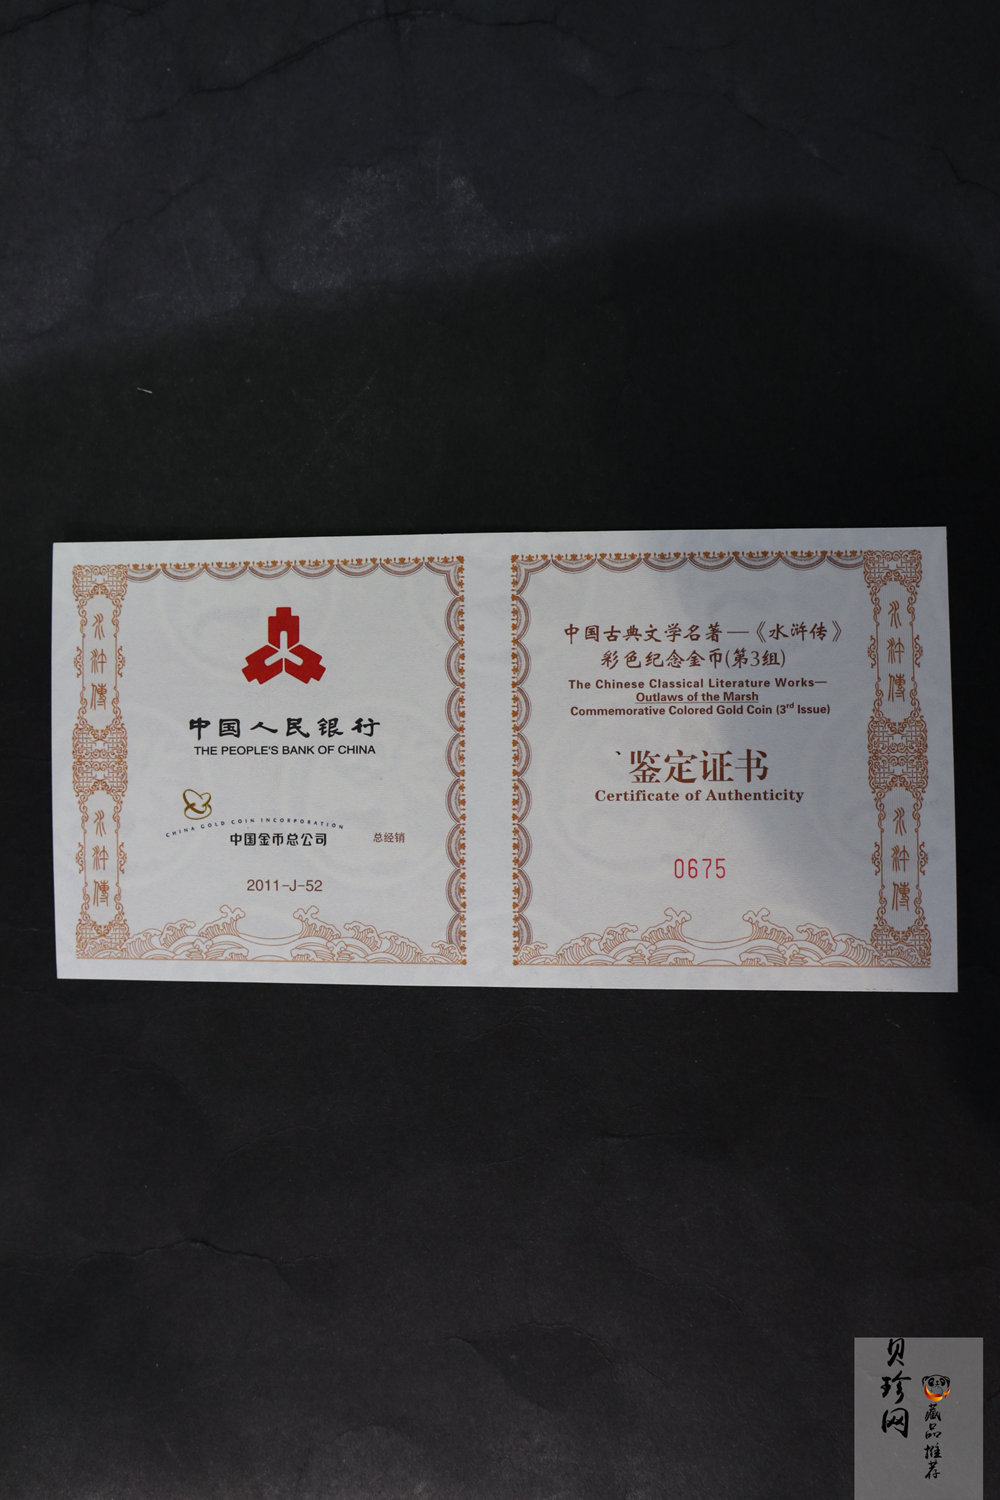 中国人民银行
THE PEOPLE'S BANK OF CHINA
CHINA GOLD COIN INCORPORATION
中国金币总公司 总经销
2011-J-52
水
浒
傳
水
浒
傳
中国古典文学名著—《水浒传》
彩色纪念金币(第3组)
The Chinese Classical Literature Works—
Outlaws of the Marsh
Commemorative Colored Gold Coin (3rd Issue)
鉴定证书
Certificate of Authenticity
0675
水
浒
傳
水
浒
傳
贝珍网
藏品推荐